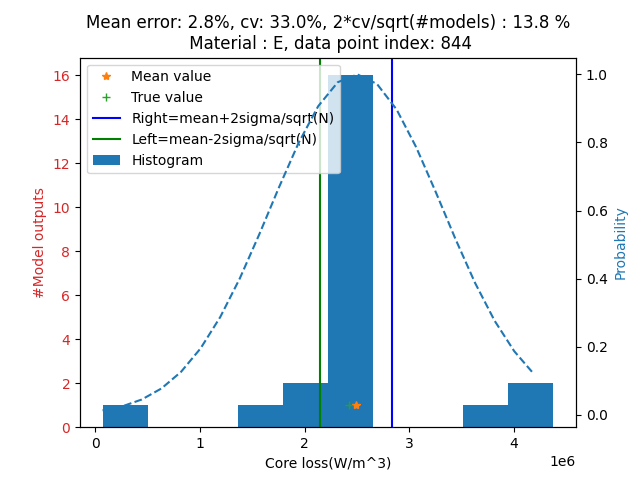 Mean error: 2.8%, cv: 33.0%, 2*cv/sqrt(#models) : 13.8 %
Material : E, data point index: 844
Mean value
True value
Right=mean+2sigma/sqrt(N)
Left=mean-2sigma/sqrt(N)
Histogram
#Model outputs
16
14
12
10
8
6
4
2
0
1.0
0.8
0.6
0.4
0.2
0.0
Probability
0
1
2
3
4
1e6
Core loss(W/m^3)